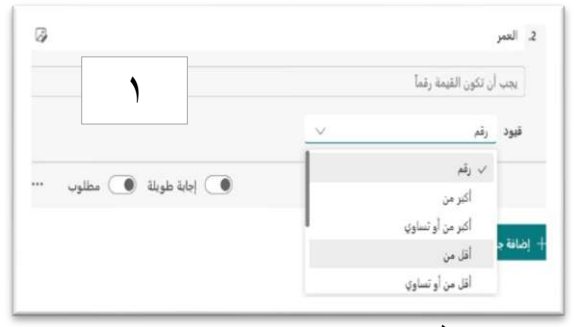 2. العمر
١
يجب أن تكون القيمة رقماً
قيود رقم
رقم
أكبر من
إجابة طويلة مطلوب ...
أكبر من أو تساوي
+ إضافة
أقل من
أقل من أو تساوي